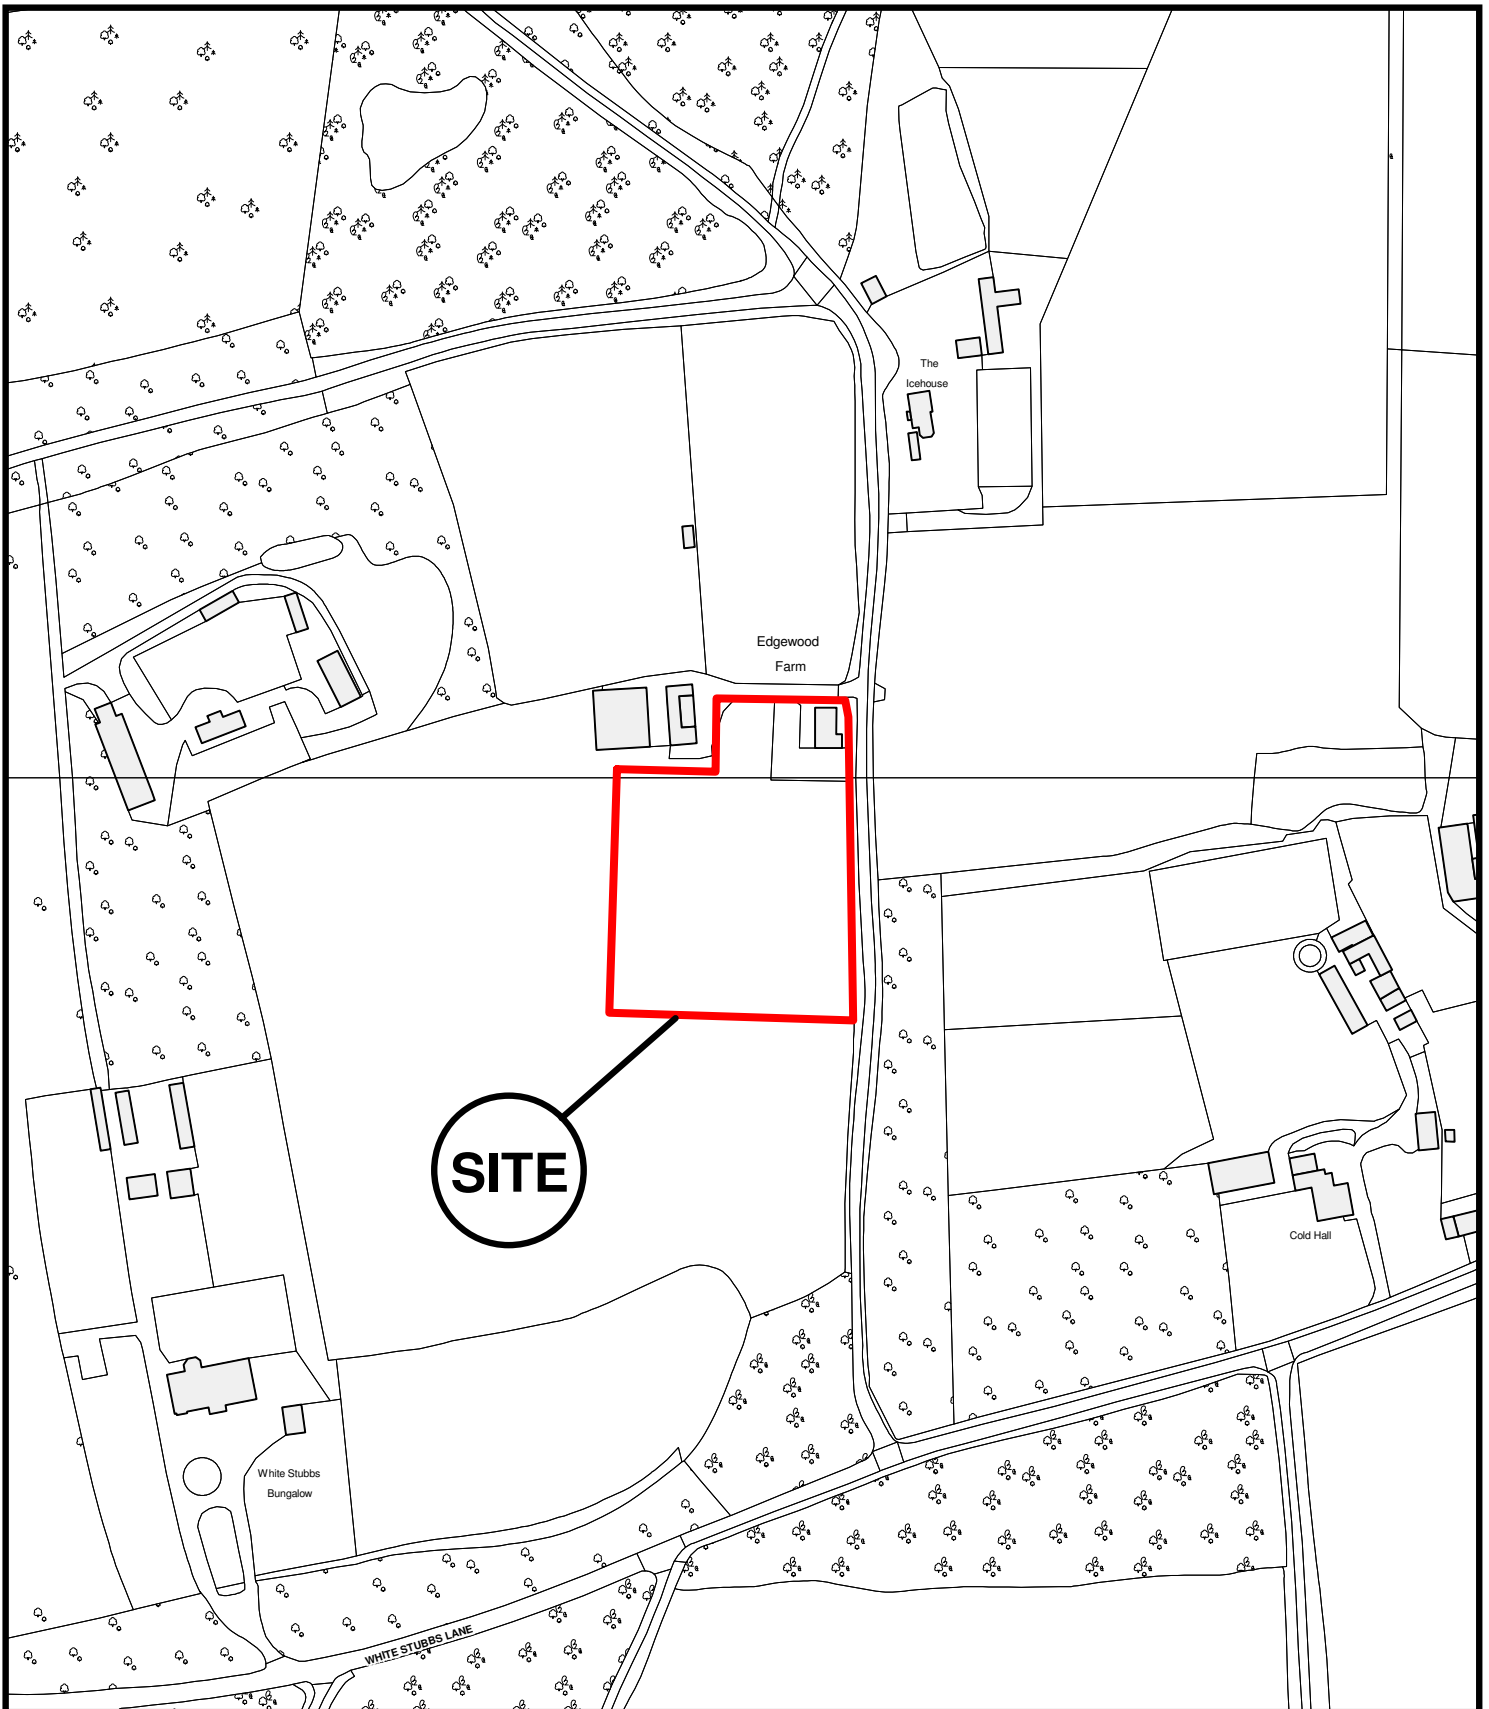 The
Icehouse
Edgewood
Farm
SITE
Cold Hall
White Stubbs
Bungalow
WHITE STUBBS LANE